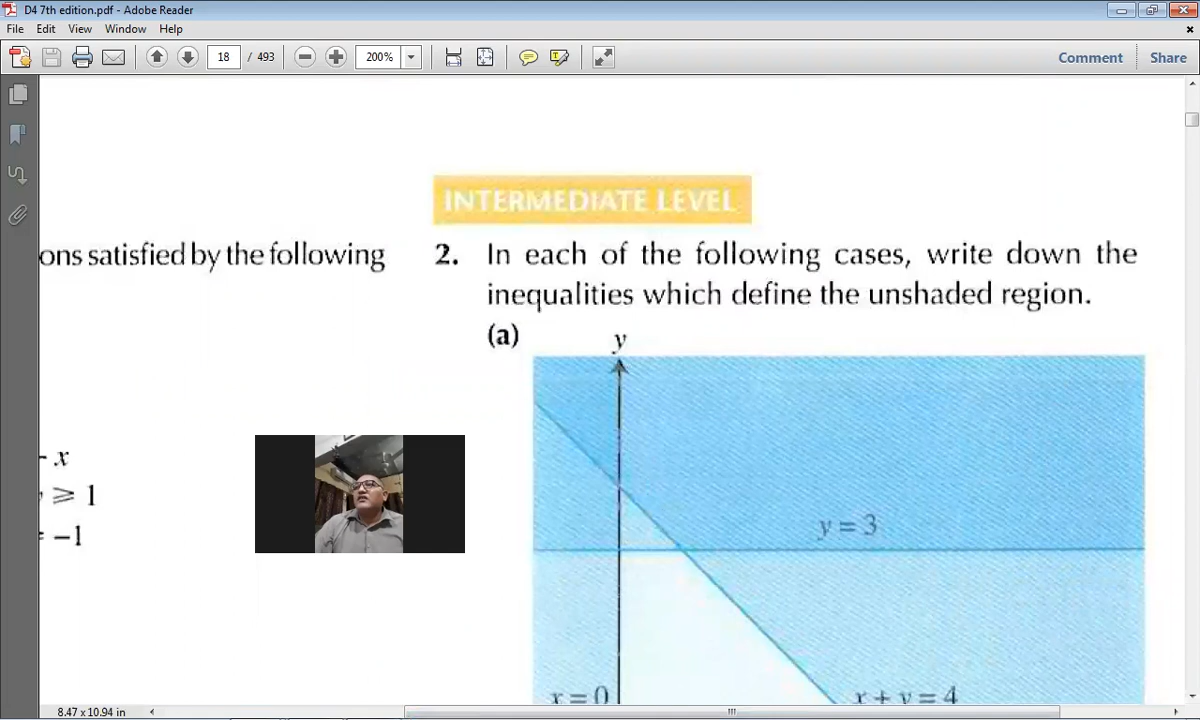 D4 7th edition.pdf - Adobe Reader
File Edit View Window Help
18 / 493
200%
Comment
Share
INTERMEDIATE LEVEL
ons satisfied by the following
2. In each of the following cases, write down the
inequalities which define the unshaded region.
(a)
y
- x
≥ 1
= -1
y = 3
x = 0
x + y = 4
8.47 x 10.94 in